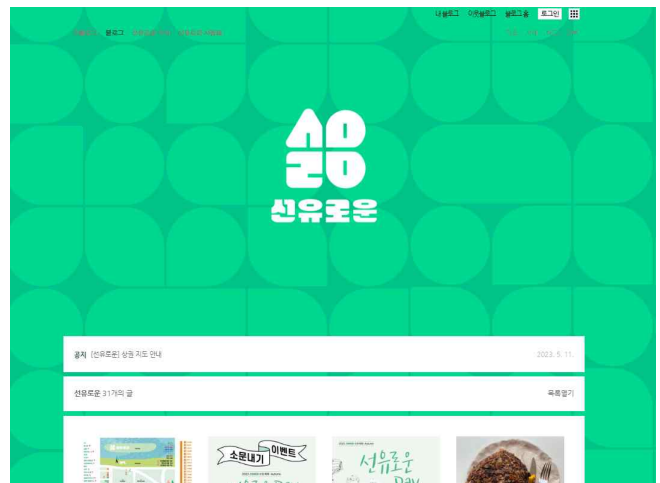 내 블로그 이웃블로그 블로그 홈 로그인
블로그
선유로운
공지 [선유로운] 상권 지도 안내 2023. 5. 11.
선유로운 31개의 글 목록열기
소문내기 이벤트
선유로운
Day